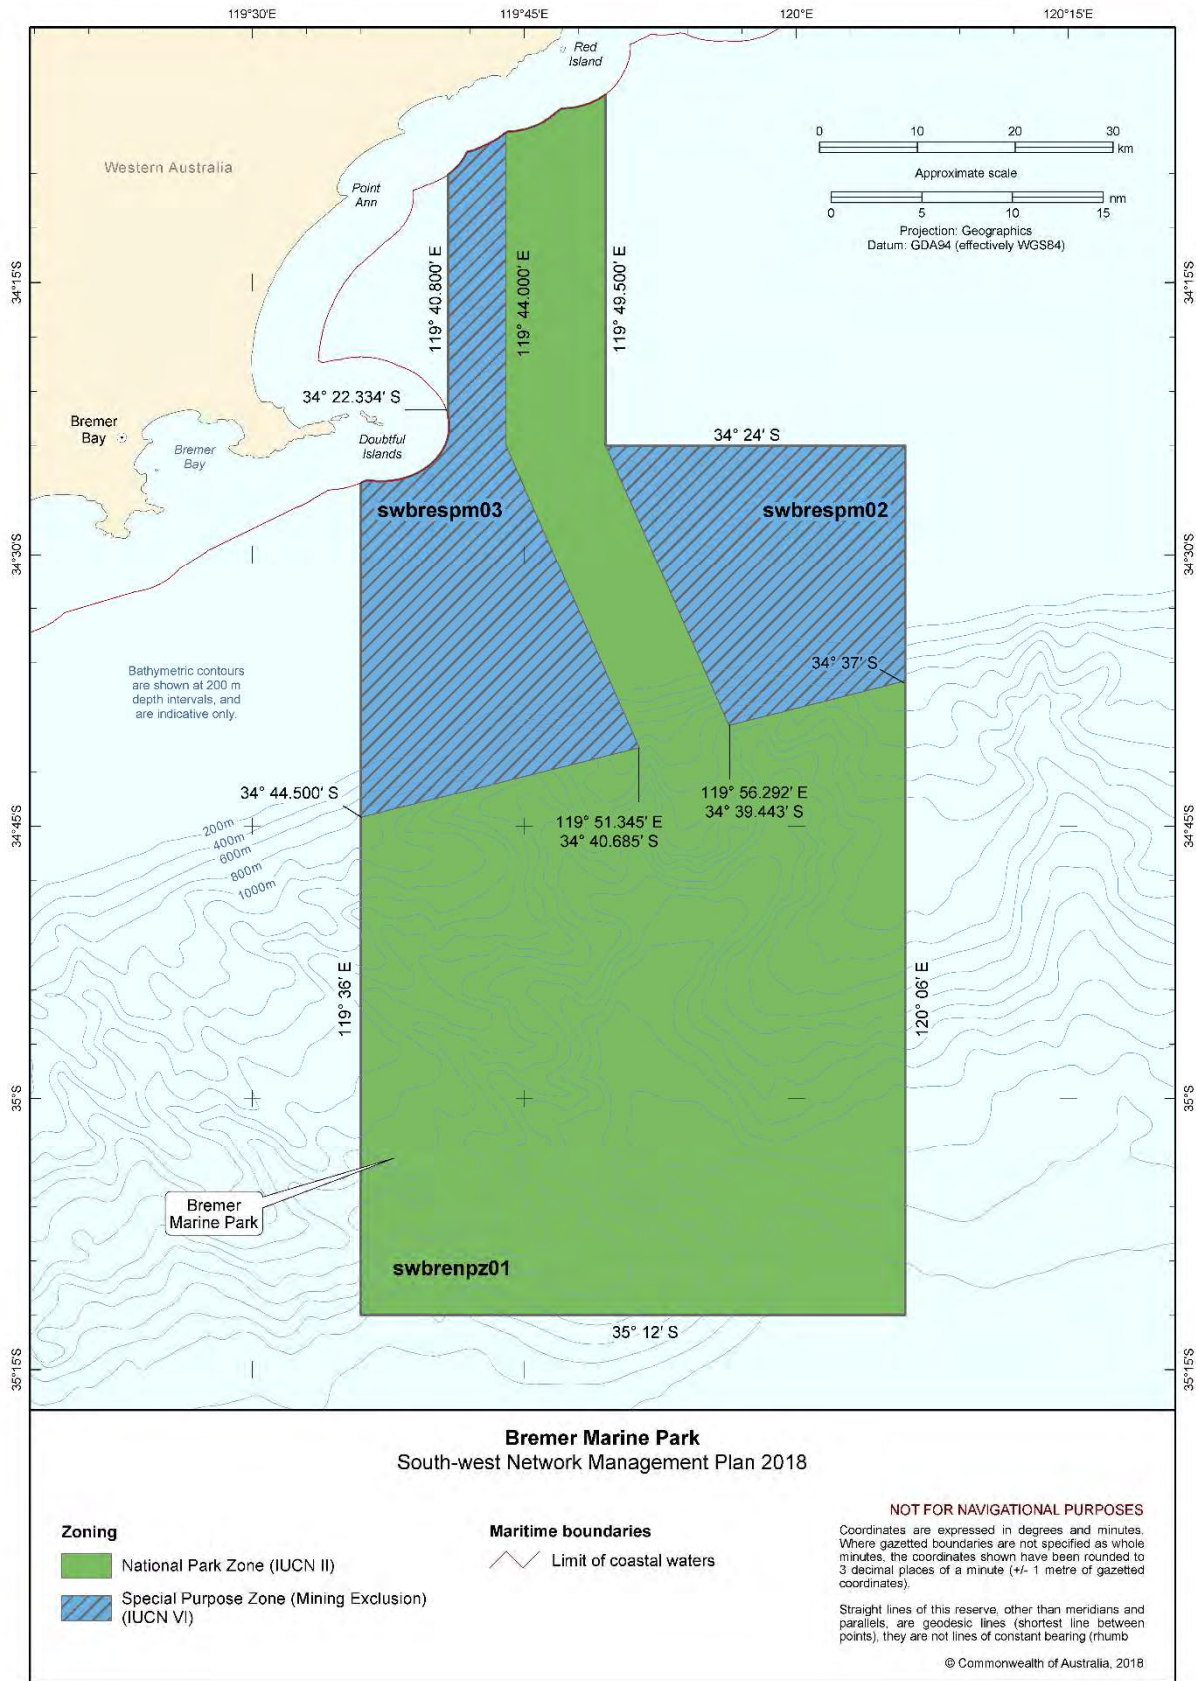 119°30'E
119°45'E
120°E
120°15'E
Red
Island
Western Australia
Point
Ann
0 10 20 30
km
Approximate scale
0 5 10 15
nm
Projection: Geographics
Datum: GDA94 (effectively WGS84)
34°15'S
34°15'S
119° 40.800' E
119° 44.000' E
119° 49.500' E
34° 22.334' S
Bremer
Bay
Bremer
Bay
Doubtful
Islands
34° 24' S
swbrespm03
swbrespm02
34°30'S
34°30'S
34° 37' S
Bathymetric contours
are shown at 200 m
depth intervals, and
are indicative only.
34° 44.500' S
119° 56.292' E
34° 39.443' S
119° 51.345' E
34° 40.685' S
34°45'S
34°45'S
200m
400m
600m
800m
1000m
119° 36' E
120° 06' E
35°S
35°S
Bremer
Marine Park
swbrenpz01
35° 12' S
35°15'S
35°15'S
Bremer Marine Park
South-west Network Management Plan 2018
Zoning
National Park Zone (IUCN II)
Special Purpose Zone (Mining Exclusion)
(IUCN VI)
Maritime boundaries
Limit of coastal waters
NOT FOR NAVIGATIONAL PURPOSES
Coordinates are expressed in degrees and minutes.
Where gazetted boundaries are not specified as whole
minutes, the coordinates shown have been rounded to
3 decimal places of a minute (+/- 1 metre of gazetted
coordinates).
Straight lines of this reserve, other than meridians and
parallels, are geodesic lines (shortest line between
points), they are not lines of constant bearing (rhumb
© Commonwealth of Australia, 2018